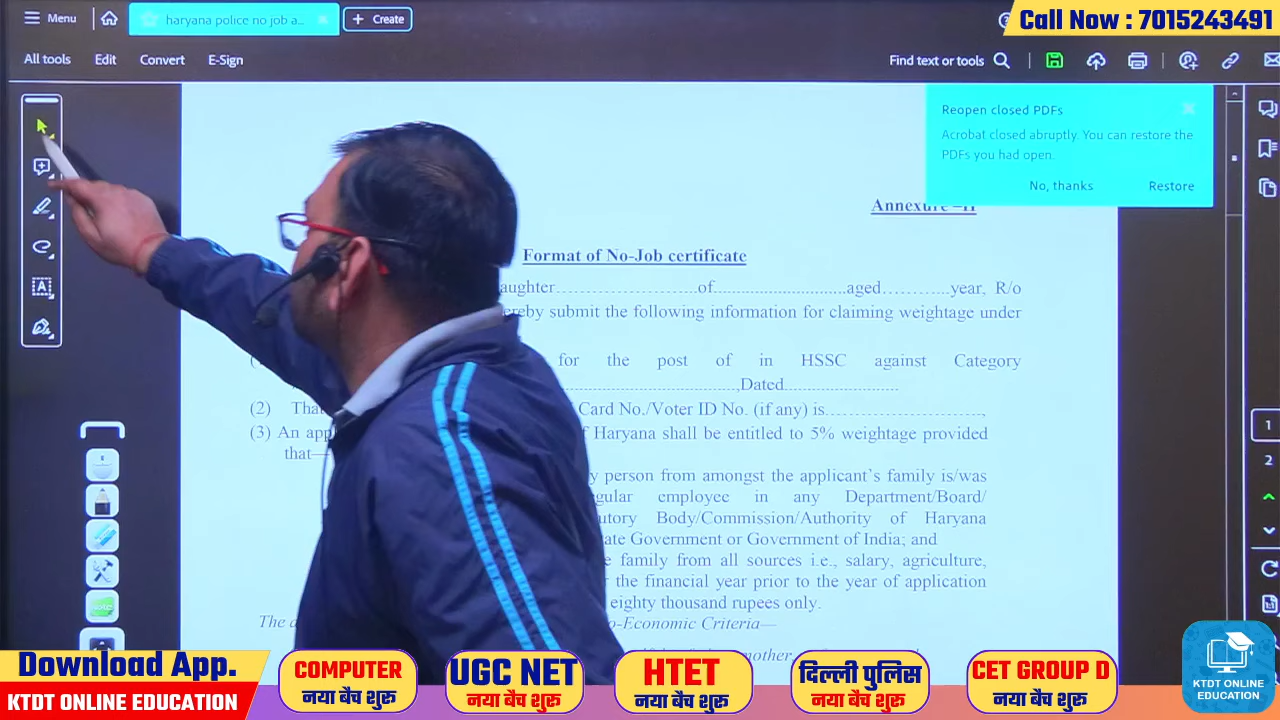 Menu
haryana police no job a...
Create
Call Now : 7015243491
All tools
Edit
Convert
E-Sign
Find text or tools
Reopen closed PDFs
Acrobat closed abruptly. You can restore the
PDFs you had open.
No, thanks
Restore
Annexure –II
Format of No-Job certificate
aughter……………………..of..........................aged………...year, R/o
ereby submit the following information for claiming weightage under
for the post of in HSSC against Category
,Dated........................
(2) That Card No./Voter ID No. (if any) is…………………………,
(3) An app f Haryana shall be entitled to 5% weightage provided
that—
y person from amongst the applicant's family is/was
egular employee in any Department/Board/
utory Body/Commission/Authority of Haryana
ate Government or Government of India; and
e family from all sources i.e., salary, agriculture,
r the financial year prior to the year of application
eighty thousand rupees only.
The o-Economic Criteria—
mother
1
2
Download App.
KTDT ONLINE EDUCATION
COMPUTER
नया बैच शुरू
UGC NET
नया बैच शुरू
HTET
नया बैच शुरू
दिल्ली पुलिस
नया बैच शुरू
CET GROUP D
नया बैच शुरू
KTDT ONLINE
EDUCATION